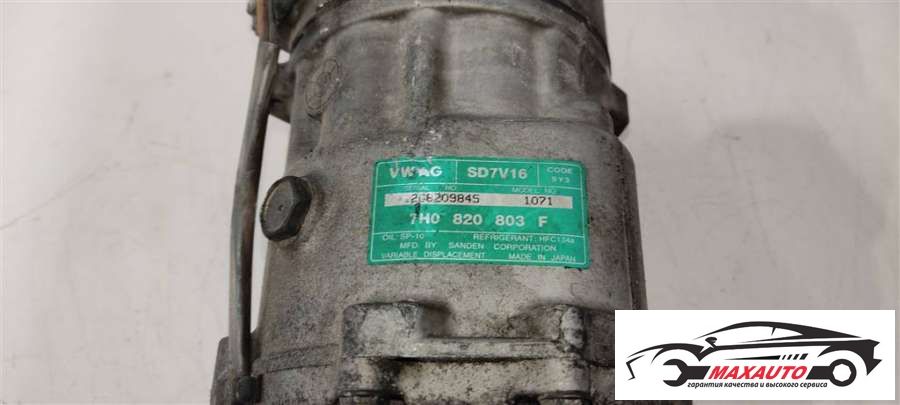 VWAG SD7V16 CODE SY3
SERIAL NO. MODEL NO.
268209845 1071
7H0 820 803 F
OIL SP-10 REFRIGERANT: HFC134a
MFD BY SANDEN CORPORATION
VARIABLE DISPLACEMENT MADE IN JAPAN
MAXAUTO
гарантия качества и высокого сервиса